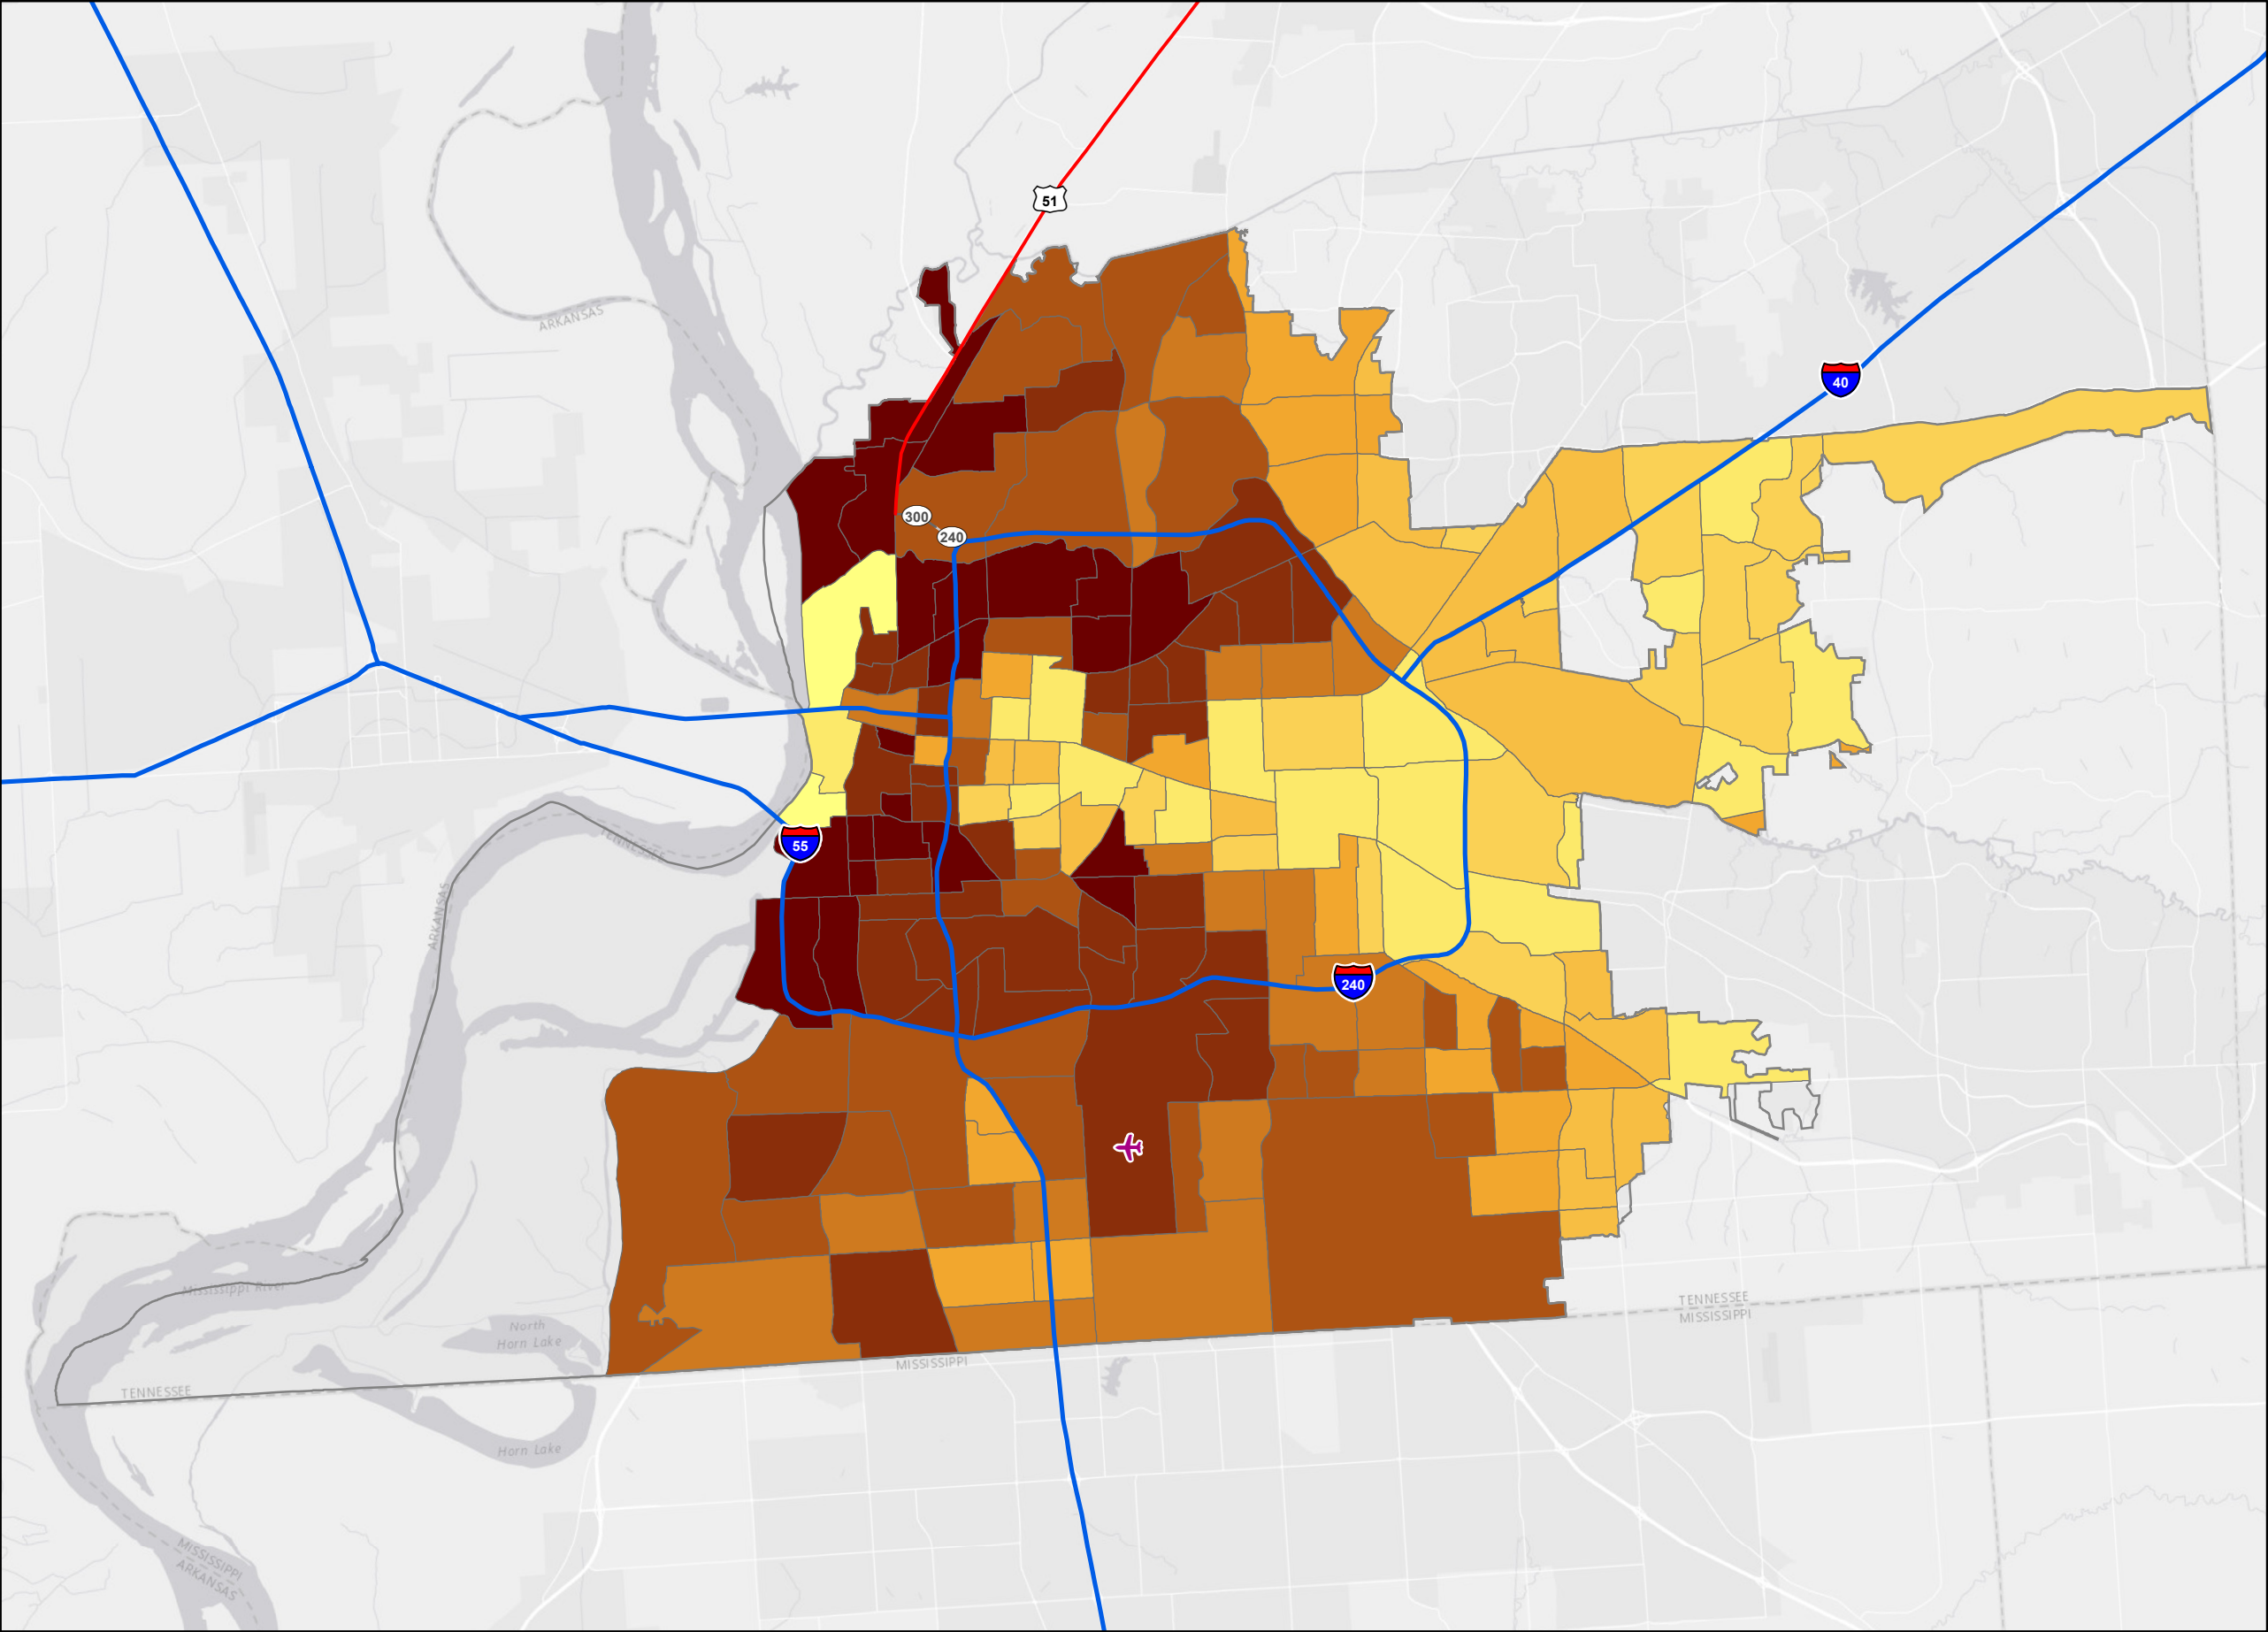 51
ARKANSAS
40
300
240
TENNESSEE
55
ARKANSAS
240
Mississippi River
TENNESSEE
MISSISSIPPI
North
Horn Lake
MISSISSIPPI
TENNESSEE
Horn Lake
MISSISSIPPI
ARKANSAS